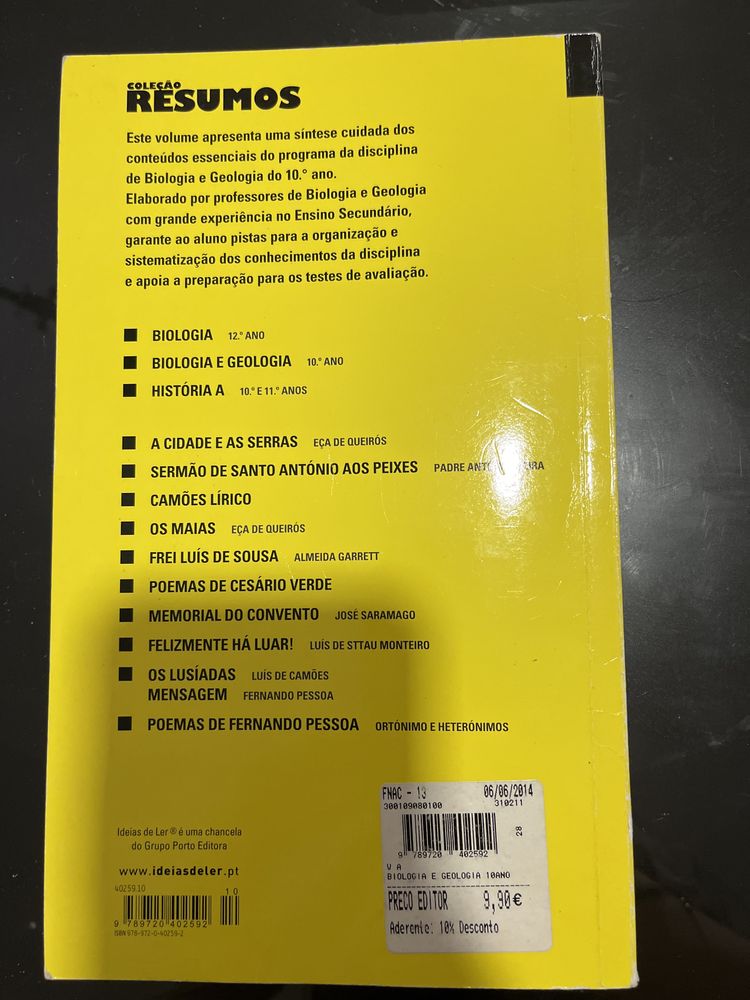 COLEÇÃO
RESUMOS
Este volume apresenta uma síntese cuidada dos
conteúdos essenciais do programa da disciplina
de Biologia e Geologia do 10.º ano.
Elaborado por professores de Biologia e Geologia
com grande experiência no Ensino Secundário,
garante ao aluno pistas para a organização e
sistematização dos conhecimentos da disciplina
e apoia a preparação para os testes de avaliação.
BIOLOGIA 12.º ANO
BIOLOGIA E GEOLOGIA 10.º ANO
HISTÓRIA A 10.º E 11.º ANOS
A CIDADE E AS SERRAS EÇA DE QUEIRÓS
SERMÃO DE SANTO ANTÓNIO AOS PEIXES PADRE
CAMÕES LÍRICO
OS MAIAS EÇA DE QUEIRÓS
FREI LUÍS DE SOUSA ALMEIDA GARRETT
POEMAS DE CESÁRIO VERDE
MEMORIAL DO CONVENTO JOSÉ SARAMAGO
FELIZMENTE HÁ LUAR! LUÍS DE STTAU MONTEIRO
OS LUSÍADAS LUÍS DE CAMÕES
MENSAGEM FERNANDO PESSOA
POEMAS DE FERNANDO PESSOA ORTÓNIMO E HETERÓNIMOS
Ideias de Ler ® é uma chancela
do Grupo Porto Editora
www.ideiasdeler.pt
40259.10
10
9 789720 402592
ISBN 978-972-0-40259-2
FNAC - 13 06/06/2014
300109080100 310211
28
9 789720 402592
V A
BIOLOGIA E GEOLOGIA 10ANO
PRECO EDITOR 9,90€
Aderente: 10% Desconto